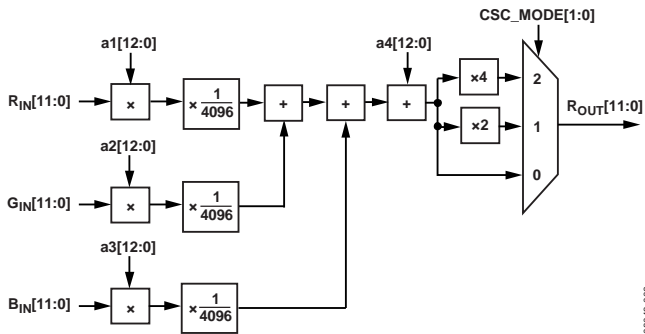 CSC_MODE[1:0]
a1[12:0]
a4[12:0]
R_IN[11:0]
×
× 1/4096
+
+
+
×4
2
×2
1
R_OUT[11:0]
0
a2[12:0]
G_IN[11:0]
×
× 1/4096
a3[12:0]
B_IN[11:0]
×
× 1/4096